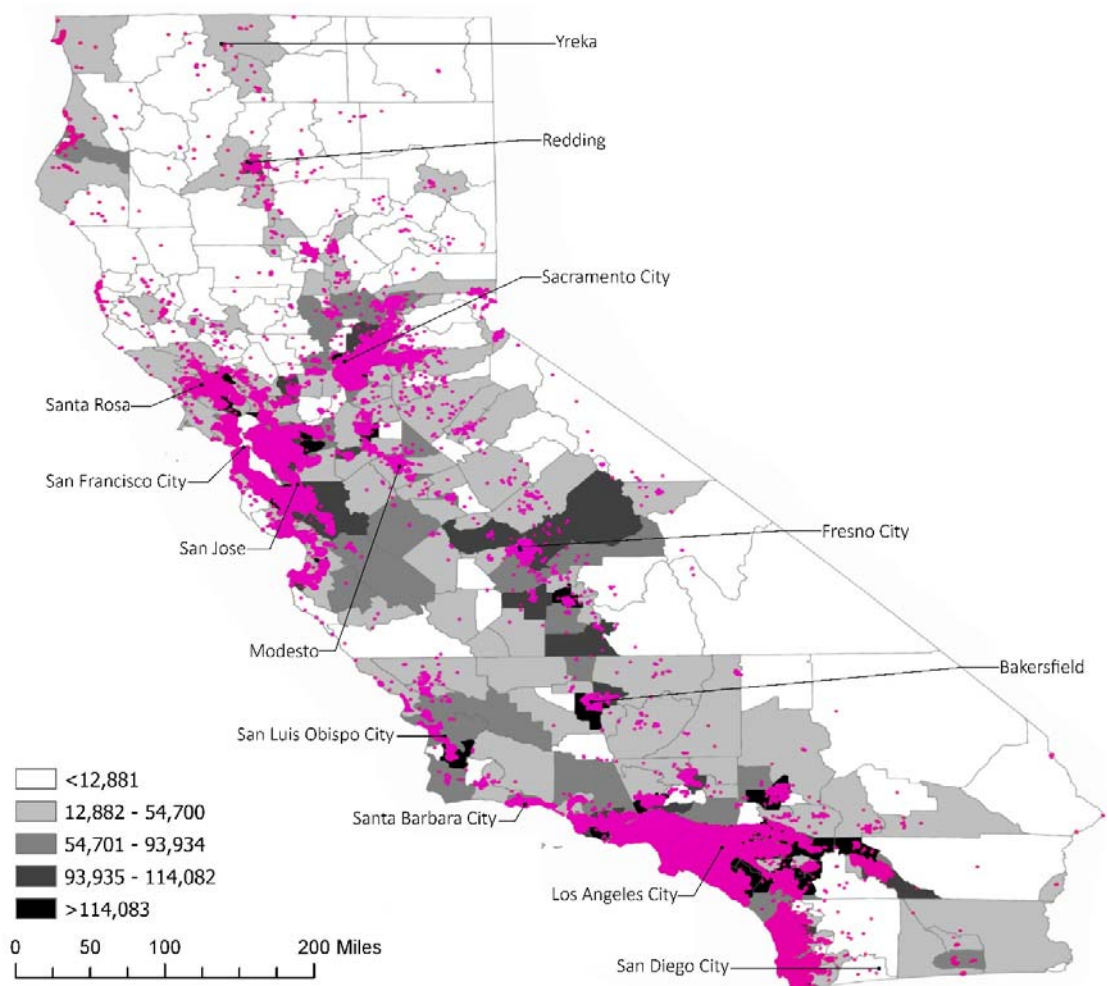 Yreka
Redding
Sacramento City
Santa Rosa
San Francisco City
San Jose
Fresno City
Modesto
Bakersfield
San Luis Obispo City
Santa Barbara City
Los Angeles City
San Diego City
<12,881
12,882 - 54,700
54,701 - 93,934
93,935 - 114,082
>114,083
0 50 100 200 Miles